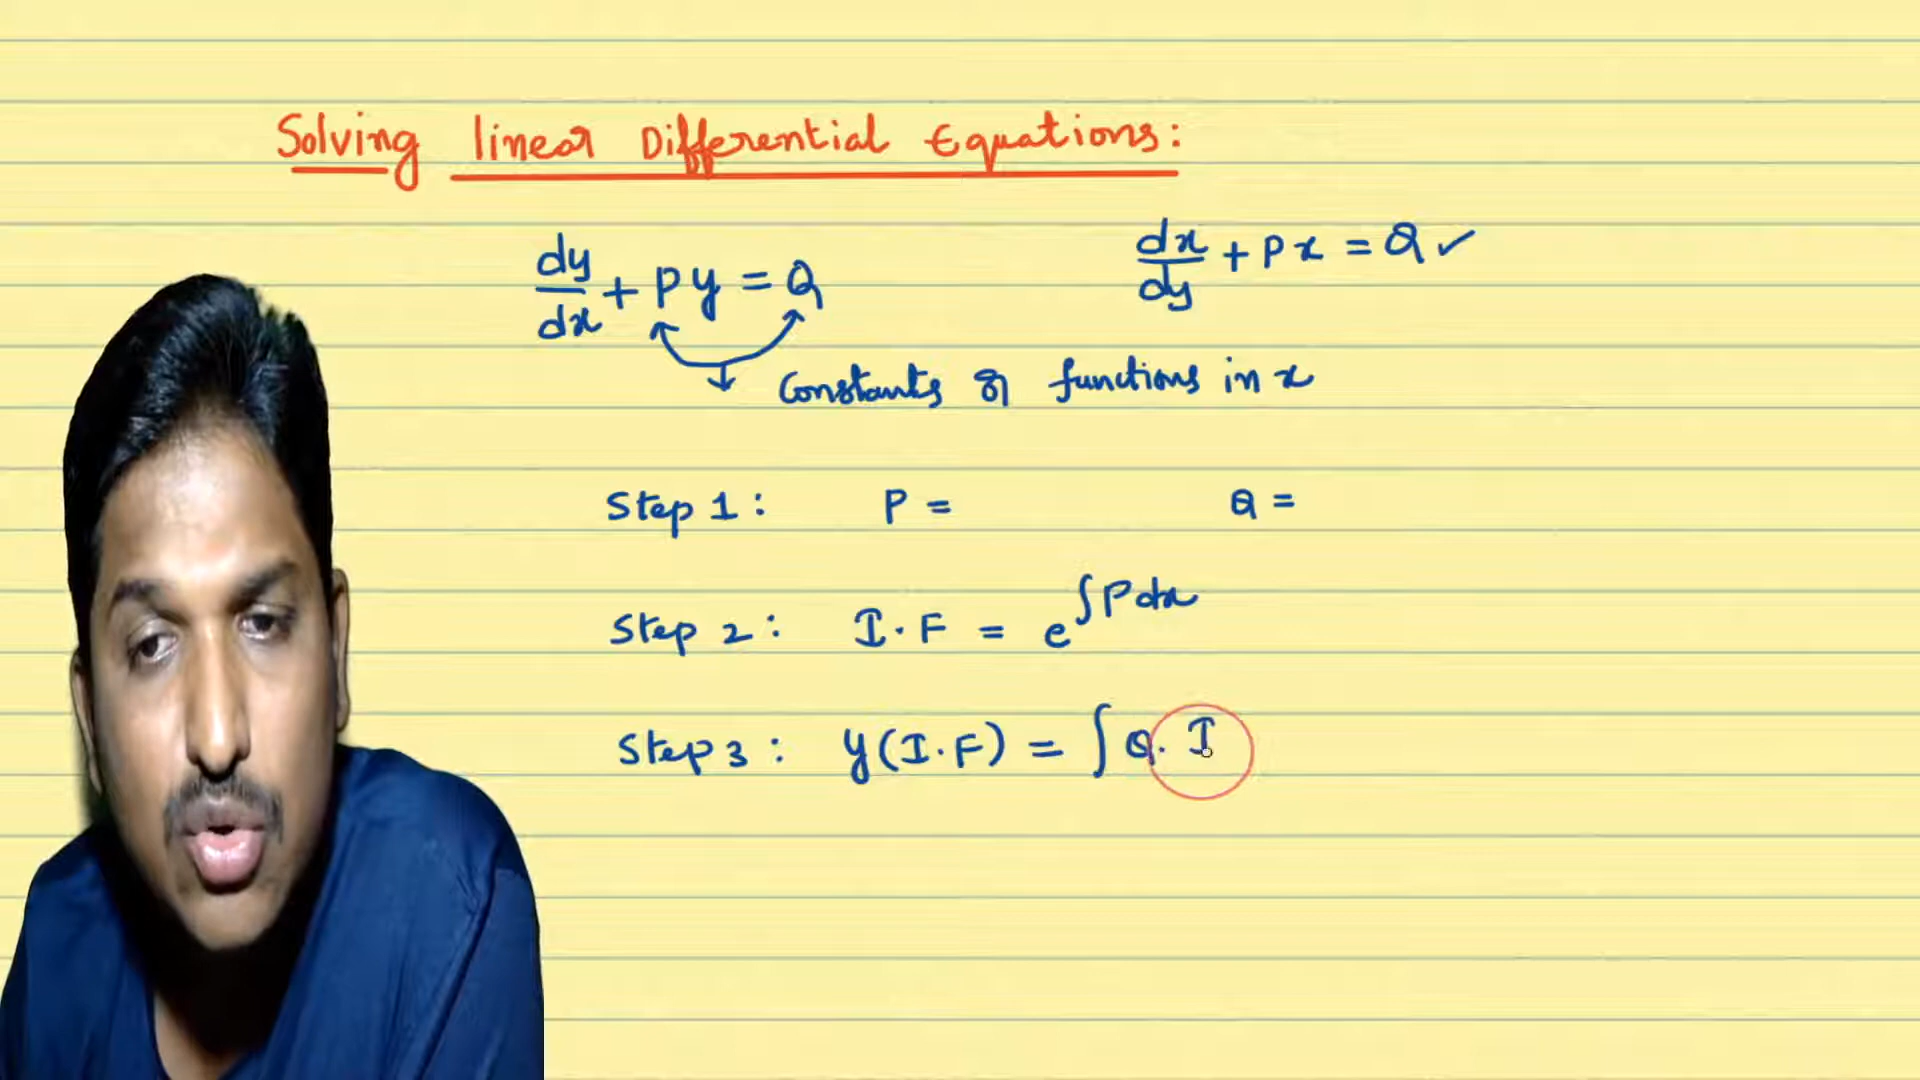 Solving linear Differential Equations:
dy/dx + Py = Q
dx/dy + Px = Q ✓
Constants or functions in x
Step 1: P = Q =
Step 2: I.F = e^∫Pdx
Step 3: y(I.F) = ∫Q. I